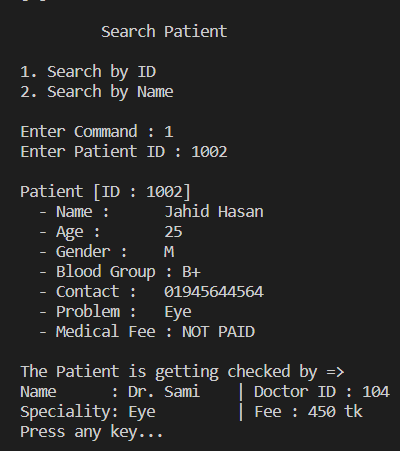 Search Patient
1. Search by ID
2. Search by Name
Enter Command : 1
Enter Patient ID : 1002
Patient [ID : 1002]
- Name : Jahid Hasan
- Age : 25
- Gender : M
- Blood Group : B+
- Contact : 01945644564
- Problem : Eye
- Medical Fee : NOT PAID
The Patient is getting checked by =>
Name : Dr. Sami | Doctor ID : 104
Speciality: Eye | Fee : 450 tk
Press any key...